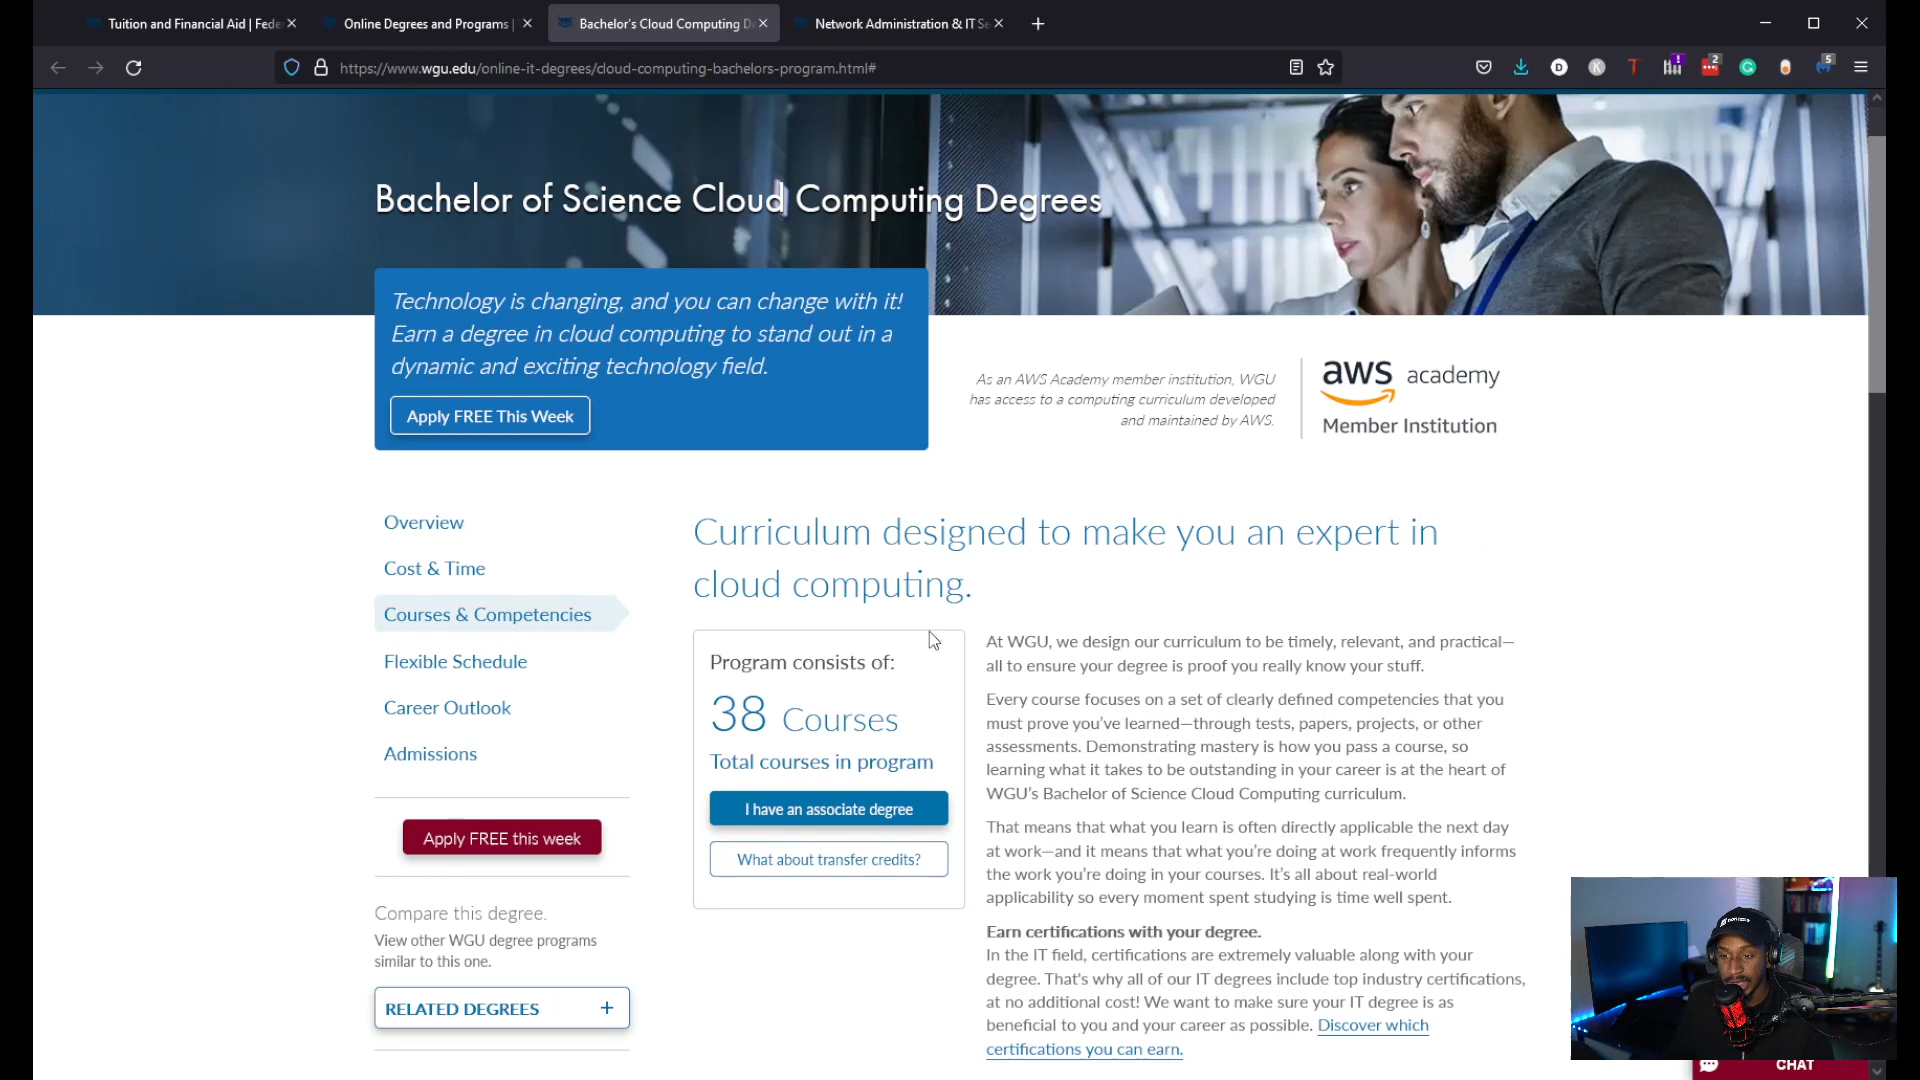 Tuition and Financial Aid | Fede
Online Degrees and Programs |
Bachelor's Cloud Computing D
Network Administration & IT Se
https://www.wgu.edu/online-it-degrees/cloud-computing-bachelors-program.html#
Bachelor of Science Cloud Computing Degrees
Technology is changing, and you can change with it!
Earn a degree in cloud computing to stand out in a
dynamic and exciting technology field.
Apply FREE This Week
As an AWS Academy member institution, WGU
has access to a computing curriculum developed
and maintained by AWS.
aws academy
Member Institution
Overview
Cost & Time
Courses & Competencies
Flexible Schedule
Career Outlook
Admissions
Apply FREE this week
Compare this degree.
View other WGU degree programs
similar to this one.
RELATED DEGREES +
Curriculum designed to make you an expert in
cloud computing.
Program consists of:
38 Courses
Total courses in program
I have an associate degree
What about transfer credits?
At WGU, we design our curriculum to be timely, relevant, and practical—
all to ensure your degree is proof you really know your stuff.
Every course focuses on a set of clearly defined competencies that you
must prove you've learned—through tests, papers, projects, or other
assessments. Demonstrating mastery is how you pass a course, so
learning what it takes to be outstanding in your career is at the heart of
WGU's Bachelor of Science Cloud Computing curriculum.
That means that what you learn is often directly applicable the next day
at work—and it means that what you're doing at work frequently informs
the work you're doing in your courses. It's all about real-world
applicability so every moment spent studying is time well spent.
Earn certifications with your degree.
In the IT field, certifications are extremely valuable along with your
degree. That's why all of our IT degrees include top industry certifications,
at no additional cost! We want to make sure your IT degree is as
beneficial to you and your career as possible. Discover which
certifications you can earn.
CHAT